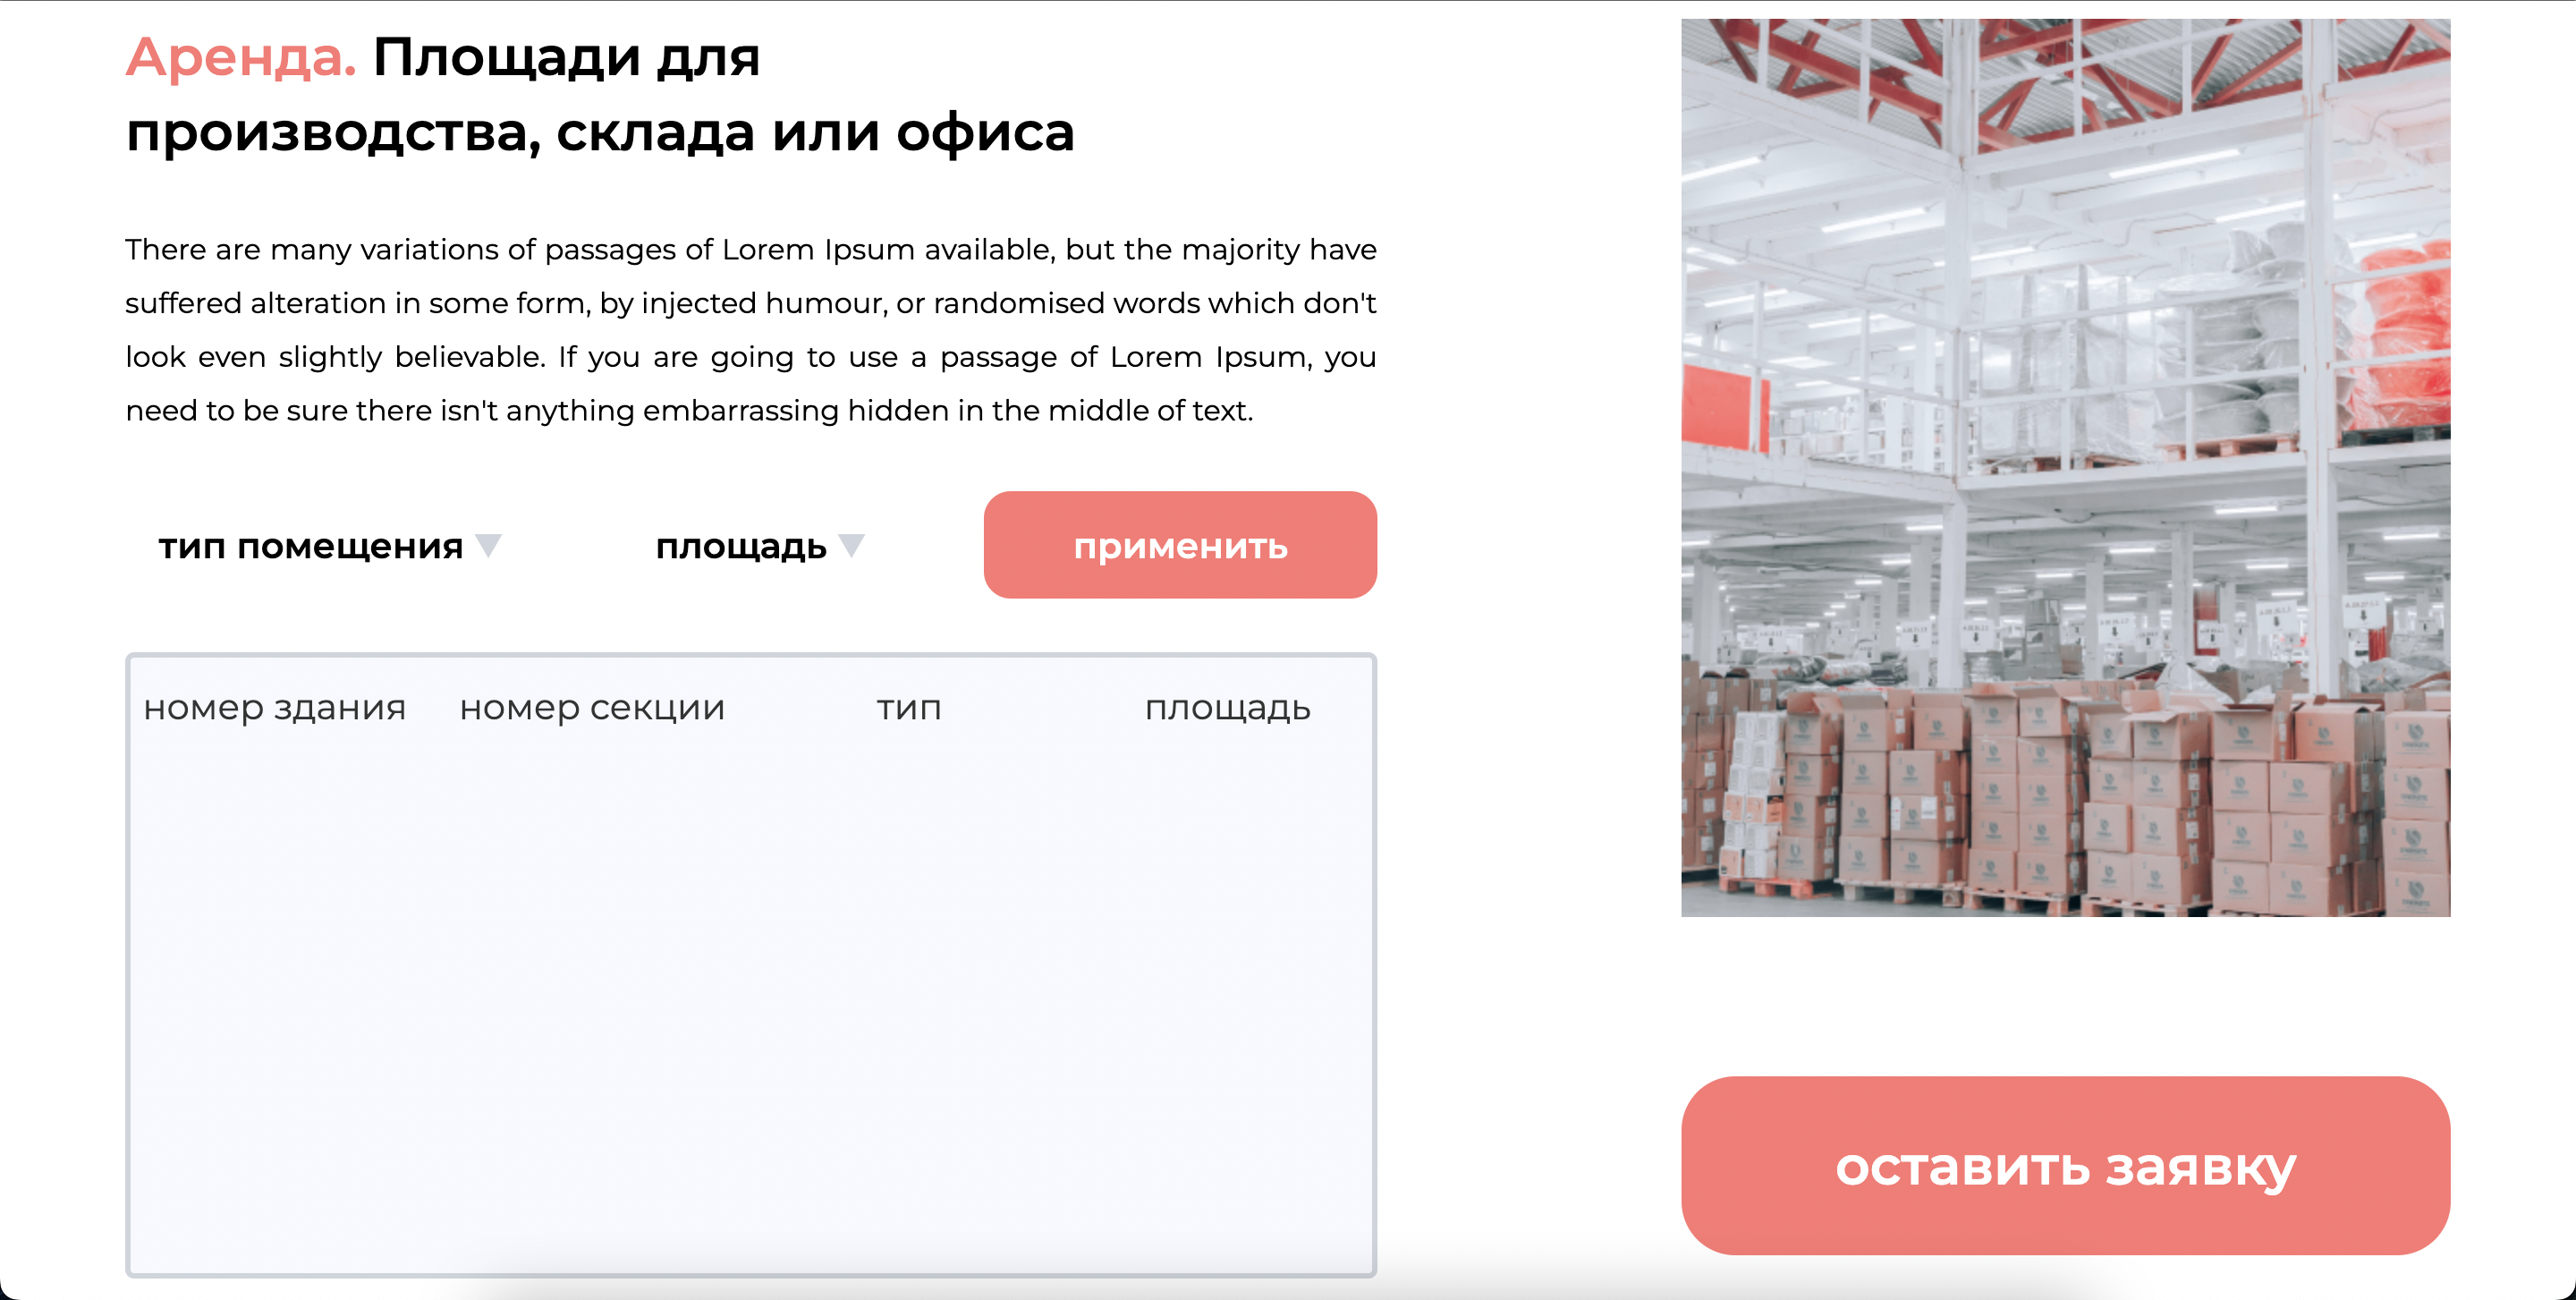 Аренда. Площади для
производства, склада или офиса
There are many variations of passages of Lorem Ipsum available, but the majority have
suffered alteration in some form, by injected humour, or randomised words which don't
look even slightly believable. If you are going to use a passage of Lorem Ipsum, you
need to be sure there isn't anything embarrassing hidden in the middle of text.
тип помещения
площадь
применить
номер здания
номер секции
тип
площадь
оставить заявку